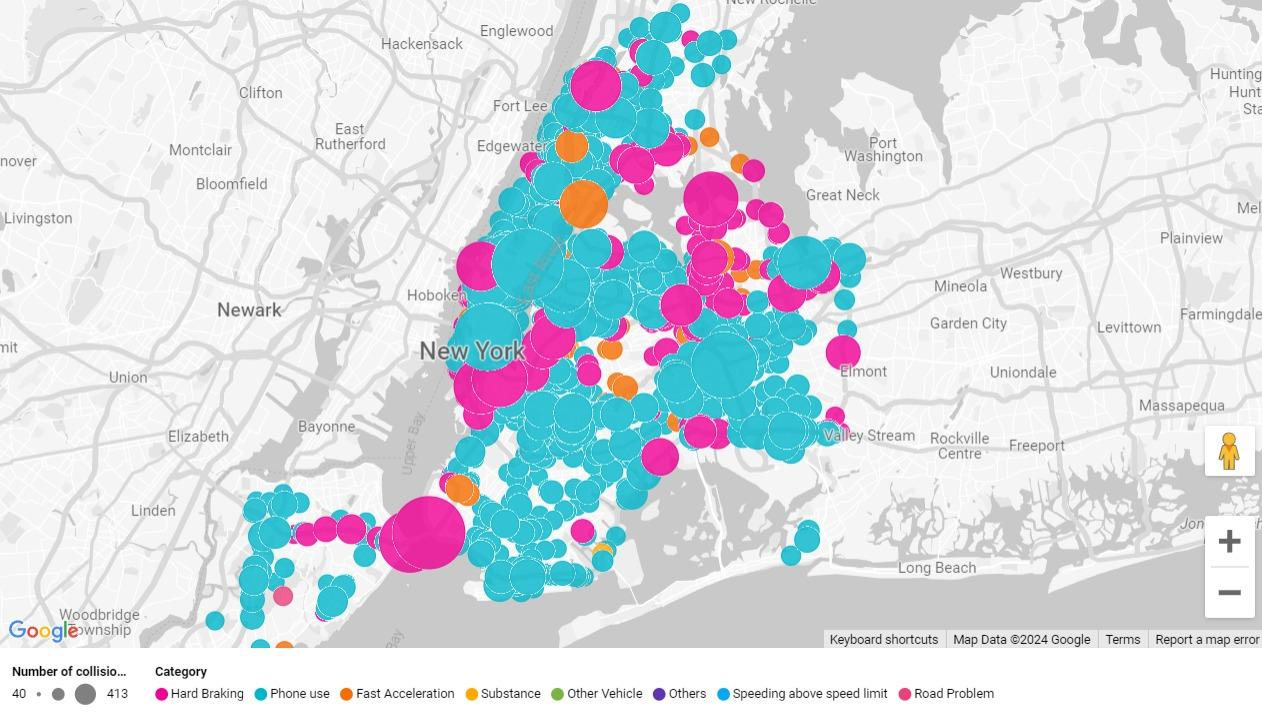 New Rochelle
Englewood
Hackensack
Clifton
Fort Lee
East
Rutherford
Edgewater
Montclair
Bloomfield
Livingston
Port
Washington
Great Neck
Plainview
Westbury
Mineola
Hoboken
Newark
Garden City
Levittown
Farmingdale
New York
Elmont
Uniondale
Union
Massapequa
Bayonne
Elizabeth
Upper Bay
Valley Stream
Rockville
Centre
Freeport
Linden
Long Beach
Woodbridge
Township
Google
Bay
Keyboard shortcuts
Map Data ©2024 Google
Terms
Report a map error
Number of collisio...
Category
40
413
Hard Braking
Phone use
Fast Acceleration
Substance
Other Vehicle
Others
Speeding above speed limit
Road Problem